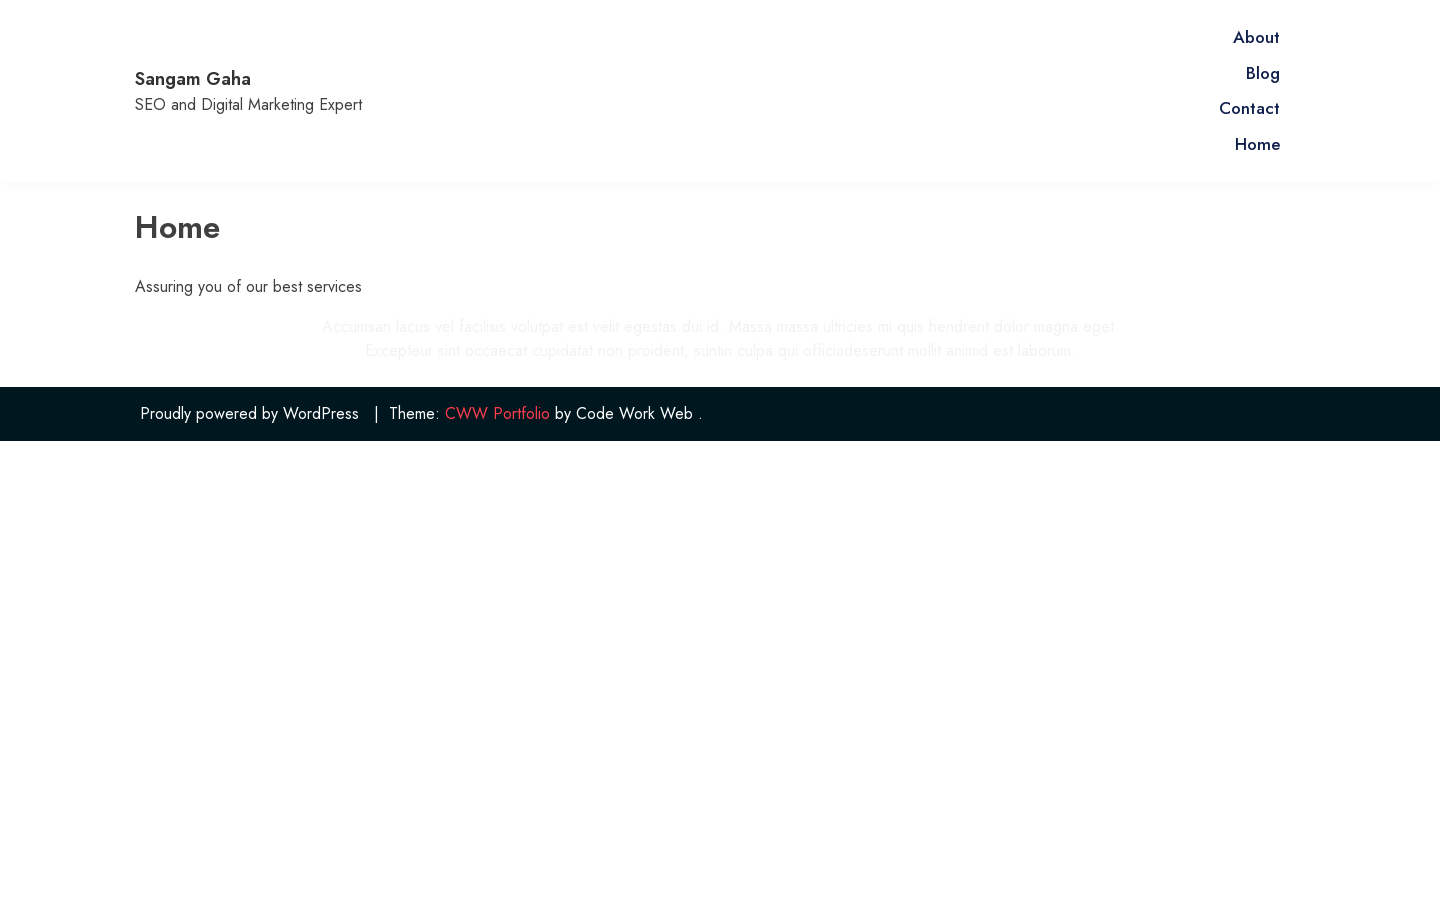 Sangam Gaha
SEO and Digital Marketing Expert
About
Blog
Contact
Home
Home
Assuring you of our best services
Accumsan lacus vel facilisis volutpat est velit egestas dui id. Massa massa ultricies mi quis hendrerit dolor magna eget.
Excepteur sint occaecat cupidatat non proident, suntin culpa qui officiadeserunt mollit animid est laborum.
Proudly powered by WordPress | Theme: CWW Portfolio by Code Work Web .